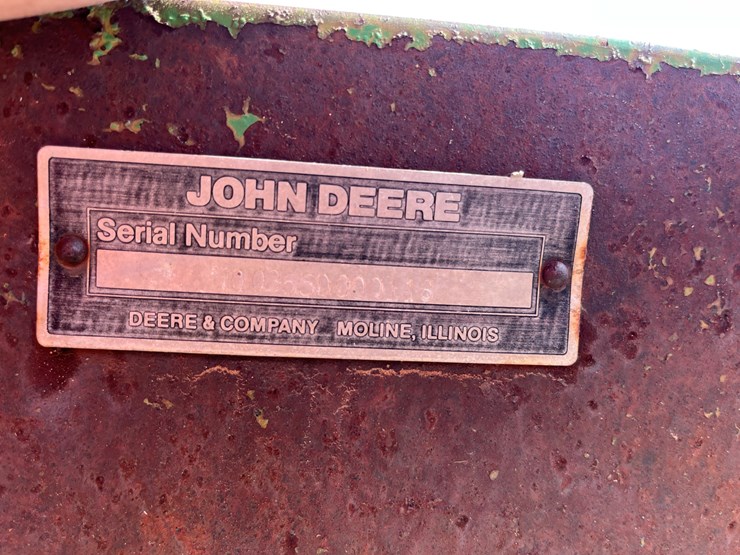 JOHN DEERE
Serial Number
DEERE & COMPANY MOLINE, ILLINOIS